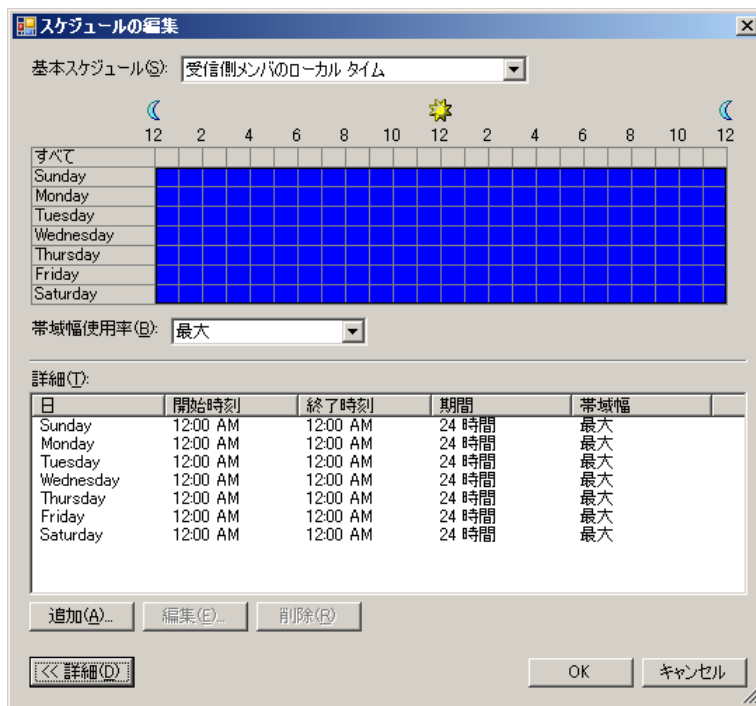 スケジュールの編集
基本スケジュール(S): 受信側メンバのローカル タイム
12 2 4 6 8 10 12 2 4 6 8 10 12
すべて
Sunday
Monday
Tuesday
Wednesday
Thursday
Friday
Saturday
帯域幅使用率(B): 最大
詳細(T):
日 開始時刻 終了時刻 期間 帯域幅
Sunday 12:00 AM 12:00 AM 24 時間 最大
Monday 12:00 AM 12:00 AM 24 時間 最大
Tuesday 12:00 AM 12:00 AM 24 時間 最大
Wednesday 12:00 AM 12:00 AM 24 時間 最大
Thursday 12:00 AM 12:00 AM 24 時間 最大
Friday 12:00 AM 12:00 AM 24 時間 最大
Saturday 12:00 AM 12:00 AM 24 時間 最大
追加(A)... 編集(E)... 削除(R)
<< 詳細(D) OK キャンセル